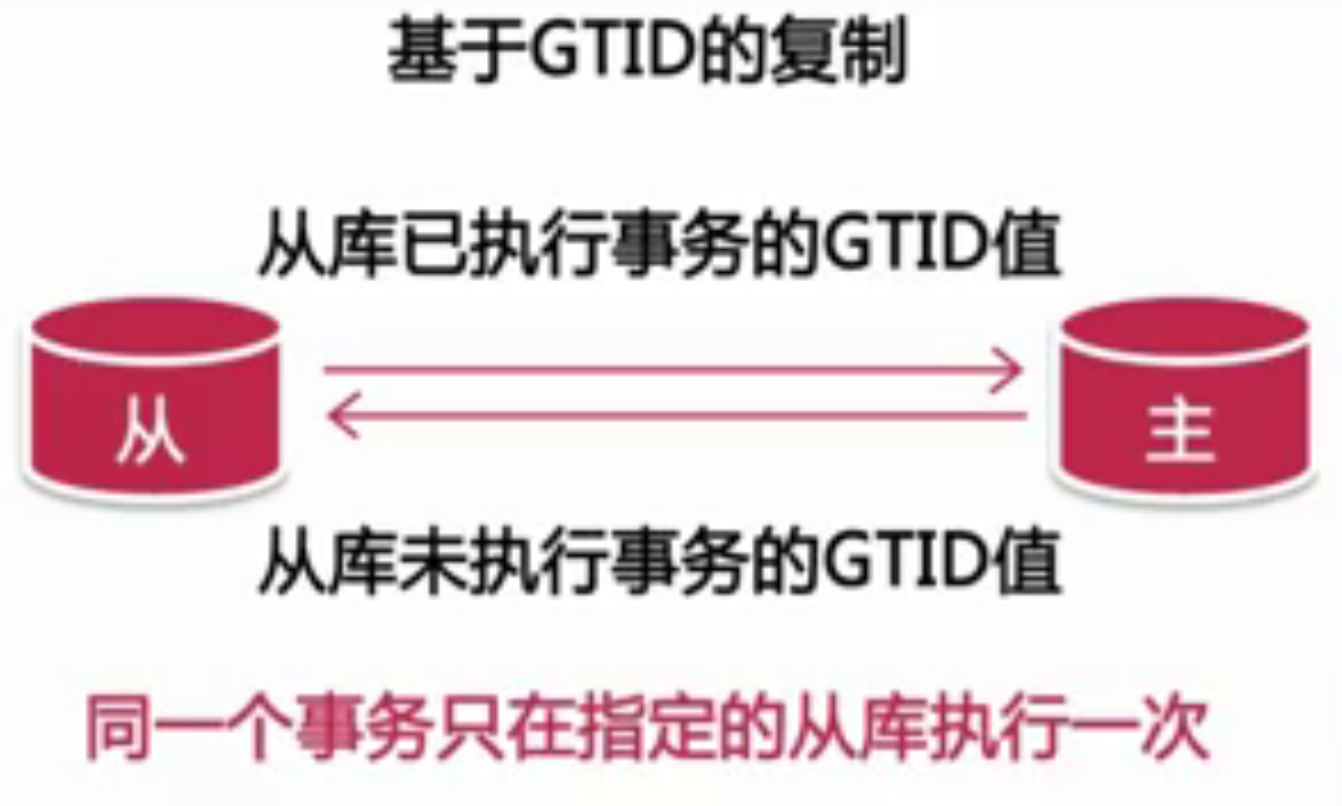 基于GTID的复制
从库已执行事务的GTID值
从
主
从库未执行事务的GTID值
同一个事务只在指定的从库执行一次